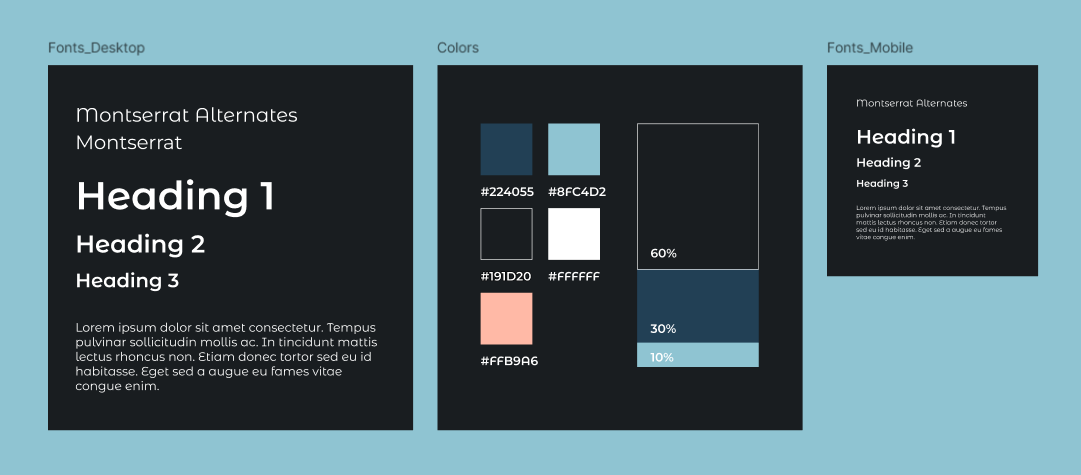 Fonts_Desktop
Montserrat Alternates
Montserrat
Heading 1
Heading 2
Heading 3
Lorem ipsum dolor sit amet consectetur. Tempus
pulvinar sollicitudin mollis ac. In tincidunt mattis
lectus rhoncus non. Etiam donec tortor sed eu id
habitasse. Eget sed a augue eu fames vitae
congue enim.
Colors
#224055 #8FC4D2
#191D20 #FFFFFF
#FFB9A6
60%
30%
10%
Fonts_Mobile
Montserrat Alternates
Heading 1
Heading 2
Heading 3
Lorem ipsum dolor sit amet consectetur. Tempus
pulvinar sollicitudin mollis ac. In tincidunt
mattis lectus rhoncus non. Etiam donec tortor
sed eu id habitasse. Eget sed a augue eu fames
vitae congue enim.